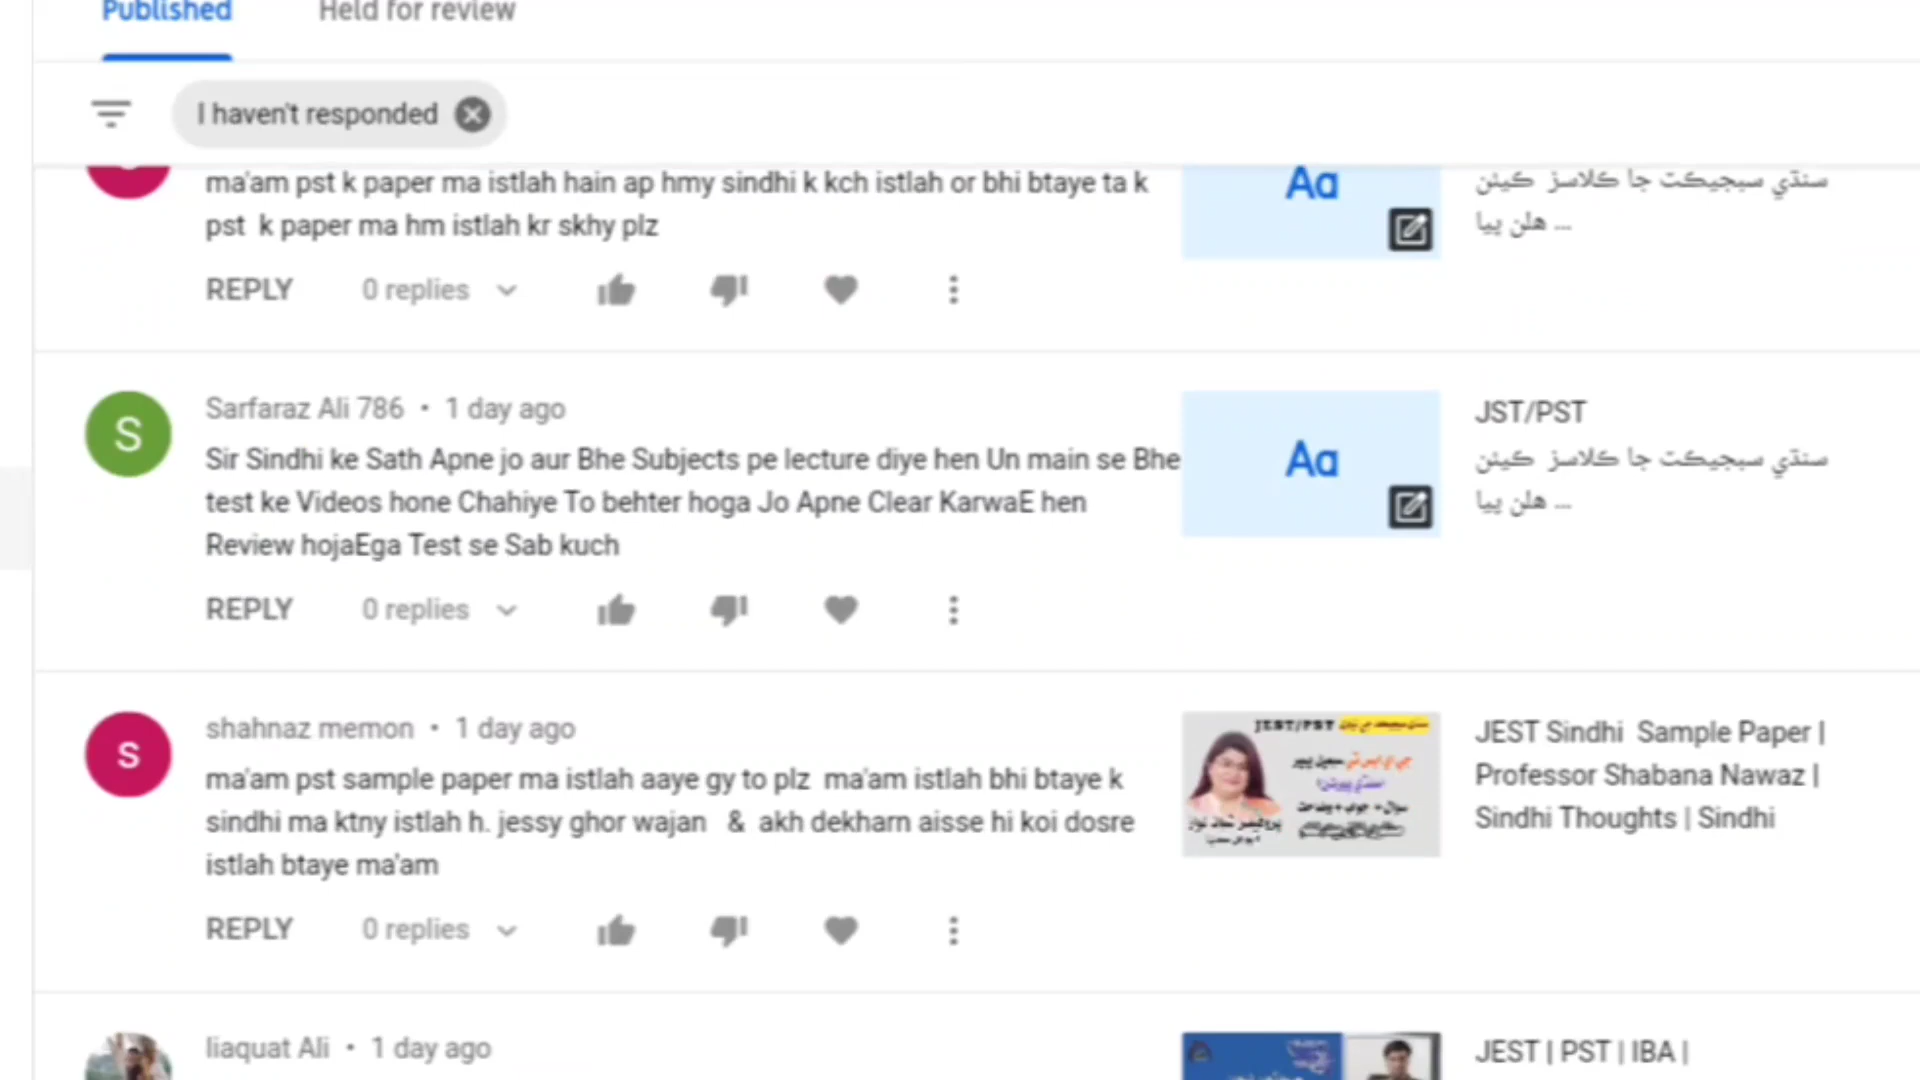 Published
Held for review
I haven't responded
ma'am pst k paper ma istlah hain ap hmy sindhi k kch istlah or bhi btaye ta k
pst k paper ma hm istlah kr skhy plz
REPLY 0 replies
Aa
سنڌي سبجيڪٽ جا ڪلاسز ڪيئن
هلن پيا ...
Sarfaraz Ali 786 • 1 day ago
Sir Sindhi ke Sath Apne jo aur Bhe Subjects pe lecture diye hen Un main se Bhe
test ke Videos hone Chahiye To behter hoga Jo Apne Clear KarwaE hen
Review hojaEga Test se Sab kuch
REPLY 0 replies
Aa
JST/PST
سنڌي سبجيڪٽ جا ڪلاسز ڪيئن
هلن پيا ...
shahnaz memon • 1 day ago
ma'am pst sample paper ma istlah aaye gy to plz ma'am istlah bhi btaye k
sindhi ma ktny istlah h. jessy ghor wajan & akh dekharn aisse hi koi dosre
istlah btaye ma'am
REPLY 0 replies
JEST/PST
JEST Sindhi Sample Paper |
Professor Shabana Nawaz |
Sindhi Thoughts | Sindhi
liaquat Ali • 1 day ago
JEST | PST | IBA |